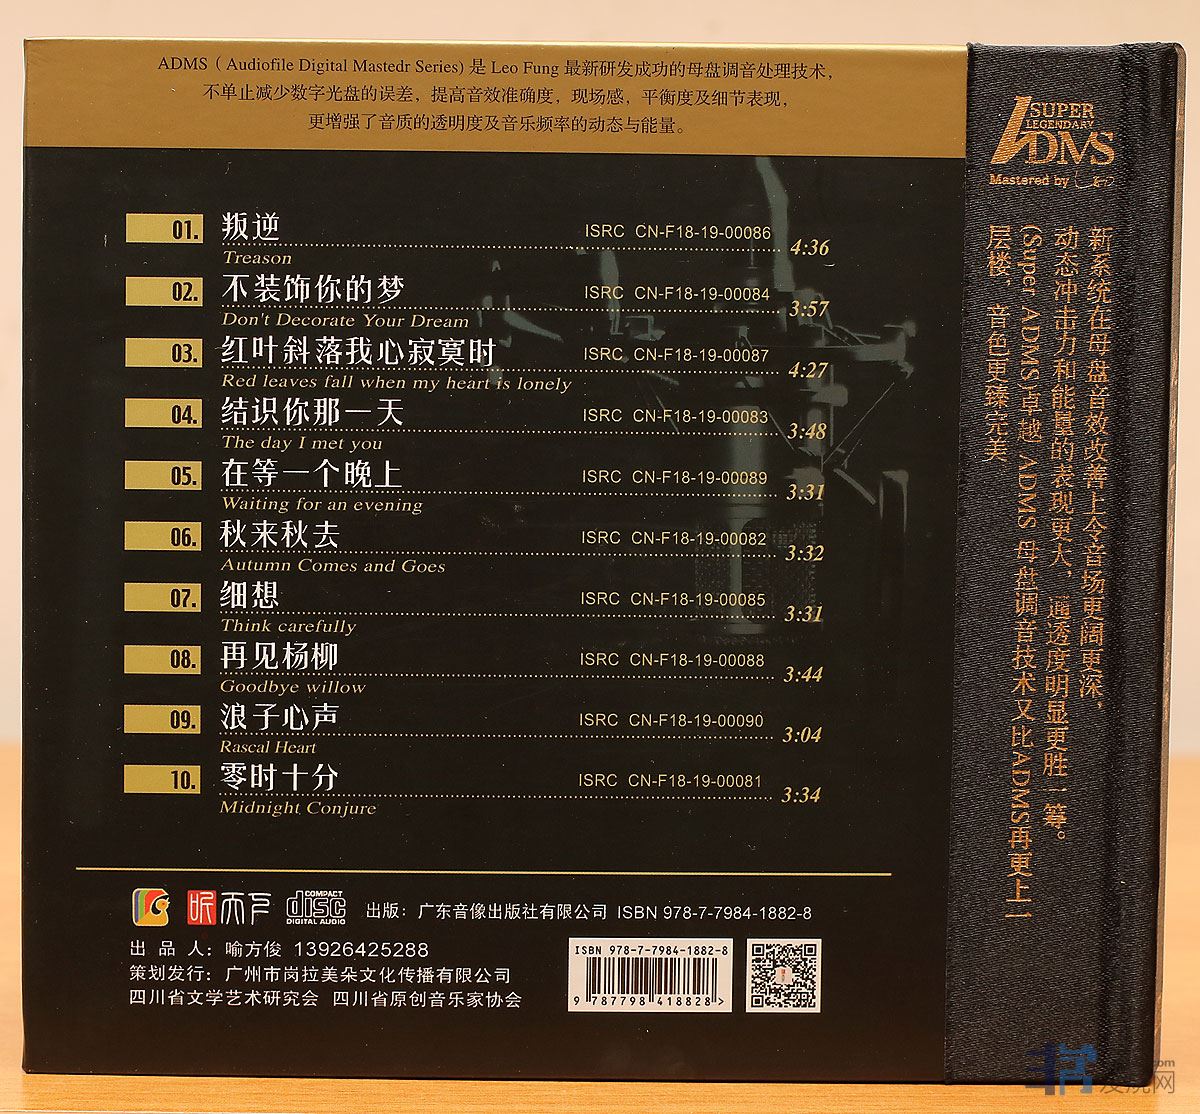 ADMS（Audiofile Digital Mastedr Series) 是 Leo Fung 最新研发成功的母盘调音处理技术，
不单止减少数字光盘的误差，提高音效准确度，现场感，平衡度及细节表现，
更增强了音质的透明度及音乐频率的动态与能量。
01. 叛逆 ISRC CN-F18-19-00086 4:36
Treason
02. 不装饰你的梦 ISRC CN-F18-19-00084 3:57
Don't Decorate Your Dream
03. 红叶斜落我心寂寞时 ISRC CN-F18-19-00087 4:27
Red leaves fall when my heart is lonely
04. 结识你那一天 ISRC CN-F18-19-00083 3:48
The day I met you
05. 在等一个晚上 ISRC CN-F18-19-00089 3:31
Waiting for an evening
06. 秋来秋去 ISRC CN-F18-19-00082 3:32
Autumn Comes and Goes
07. 细想 ISRC CN-F18-19-00085 3:31
Think carefully
08. 再见杨柳 ISRC CN-F18-19-00088 3:44
Goodbye willow
09. 浪子心声 ISRC CN-F18-19-00090 3:04
Rascal Heart
10. 零时十分 ISRC CN-F18-19-00081 3:34
Midnight Conjure
COMPACT
disc
DIGITAL AUDIO
出版：广东音像出版社有限公司 ISBN 978-7-7984-1882-8
出 品 人：喻方俊 13926425288
策划发行：广州市岗拉美朵文化传播有限公司
四川省文学艺术研究会 四川省原创音乐家协会
ISBN 978-7-7984-1882-8
9 787798 418828 >
SUPER
LEGENDARY
ADMS
Mastered by Leo
新系统在母盘音效改善上令音场更阔更深，
动态冲击力和能量的表现更大，通透度明显更胜一筹。
(Super ADMS)卓越 ADMS 母盘调音技术又比ADMS再更上一
层楼，音色更臻完美。